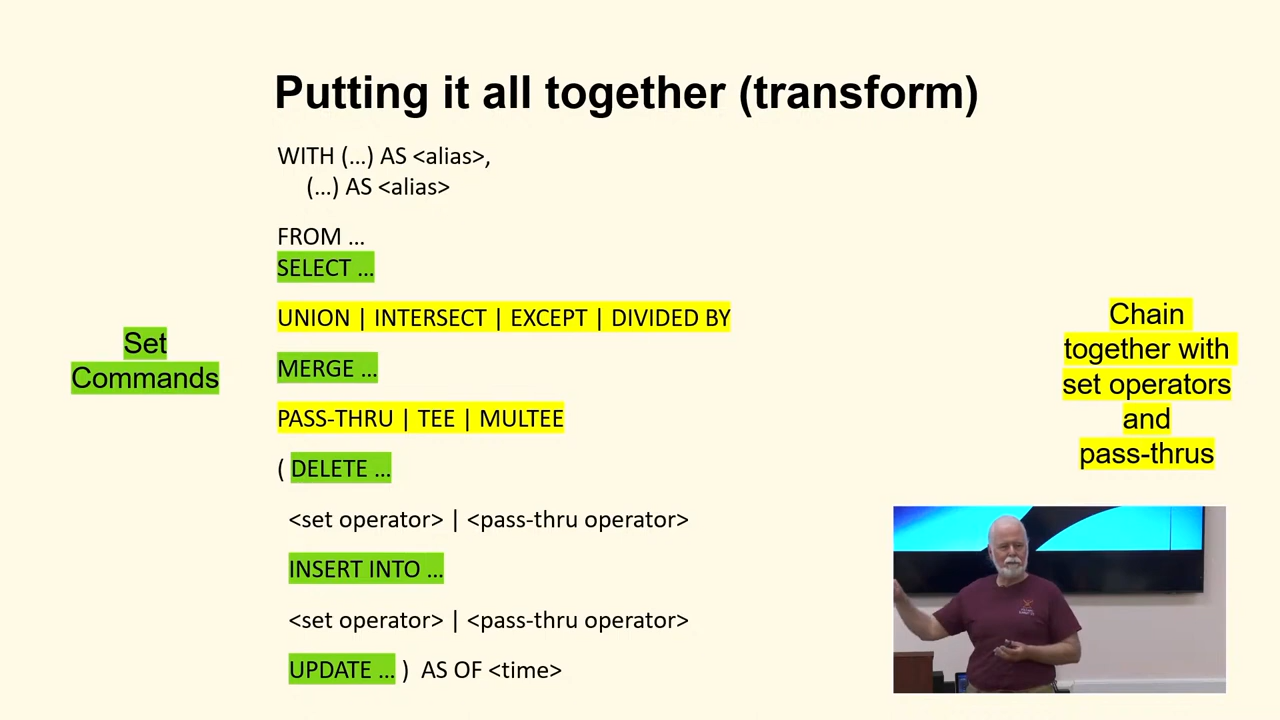 Putting it all together (transform)
WITH (...) AS <alias>,
(...) AS <alias>
FROM ...
SELECT ...
UNION | INTERSECT | EXCEPT | DIVIDED BY
MERGE ...
PASS-THRU | TEE | MULTEE
( DELETE ...
<set operator> | <pass-thru operator>
INSERT INTO ...
<set operator> | <pass-thru operator>
UPDATE ... ) AS OF <time>
Set
Commands
Chain
together with
set operators
and
pass-thrus